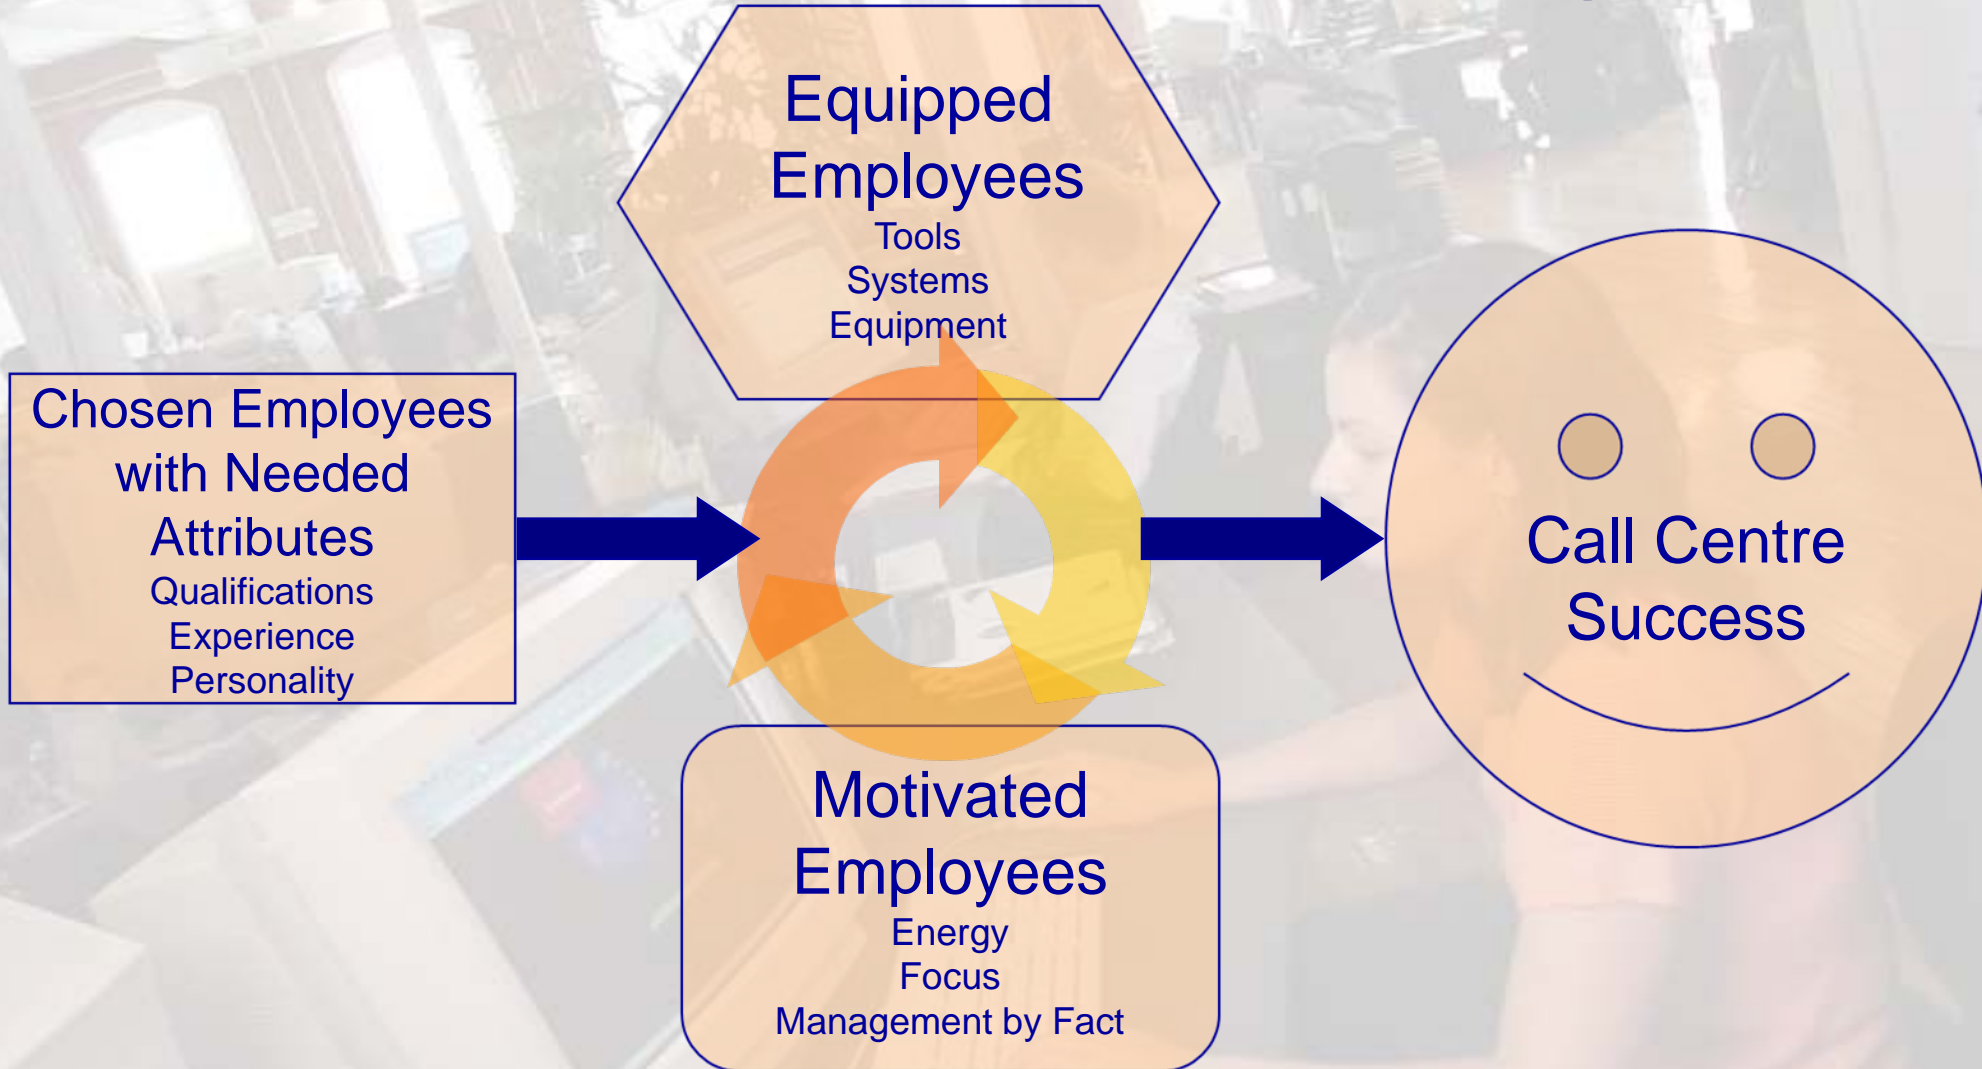 Equipped
Employees
Tools
Systems
Equipment
Chosen Employees
with Needed
Attributes
Qualifications
Experience
Personality
Call Centre
Success
Motivated
Employees
Energy
Focus
Management by Fact